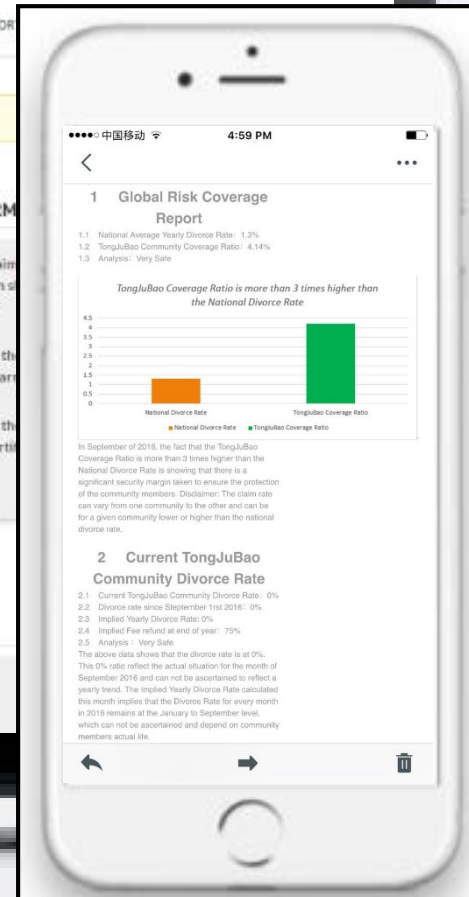 ●●●●○ 中国移动 4:59 PM
1 Global Risk Coverage
Report
1.1 National Average Yearly Divorce Rate: 1.3%
1.2 TongJuBao Community Coverage Ratio: 4.14%
1.3 Analysis: Very Safe
TongJuBao Coverage Ratio is more than 3 times higher than
the National Divorce Rate
4.5
4
3.5
3
2.5
2
1.5
1
0.5
0
National Divorce Rate TongJuBao Coverage Ratio
National Divorce Rate TongJuBao Coverage Ratio
In September of 2016, the fact that the TongJuBao
Coverage Ratio is more than 3 times higher than the
National Divorce Rate is showing that there is a
significant security margin taken to ensure the protection
of the community members. Disclaimer: The claim rate
can vary from one community to the other and can be
for a given community lower or higher than the national
divorce rate.
2 Current TongJuBao
Community Divorce Rate
2.1 Current TongJuBao Community Divorce Rate: 0%
2.2 Divorce rate since Steptember 1rst 2016: 0%
2.3 Implied Yearly Divorce Rate: 0%
2.4 Implied Fee refund at end of year: 75%
2.5 Analysis : Very Safe
The above data shows that the divorce rate is at 0%.
This 0% ratio reflect the actual situation for the month of
September 2016 and can not be ascertained to reflect a
yearly trend. The Implied Yearly Divorce Rate calculated
this month implies that the Divorce Rate for every month
in 2016 remains at the January to September level,
which can not be ascertained and depend on community
members actual life.